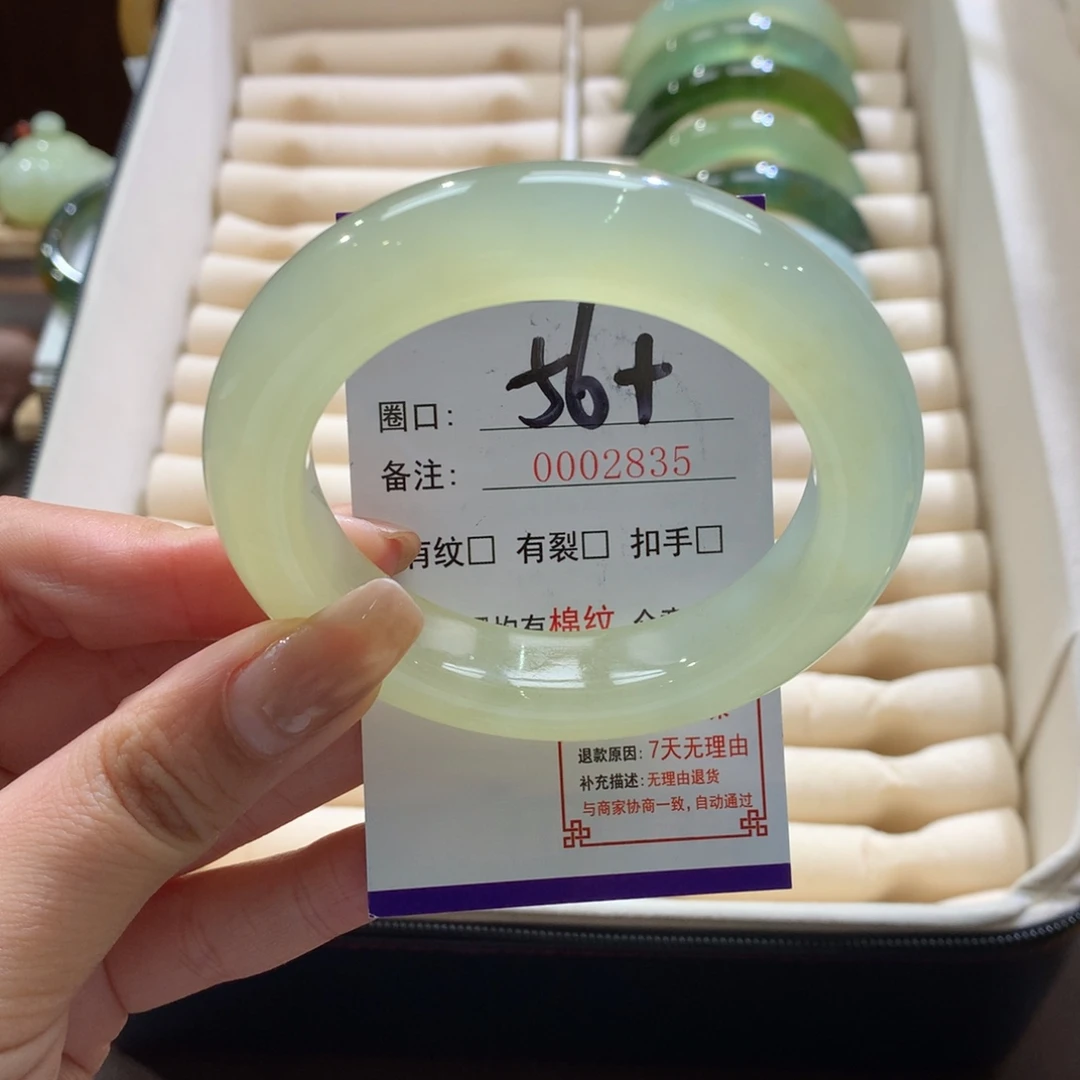 圈口: 56+
备注: 0002835
有纹□ 有裂□ 扣手□
均有棉纹
退款原因: 7天无理由
补充描述: 无理由退货
与商家协商一致, 自动通过